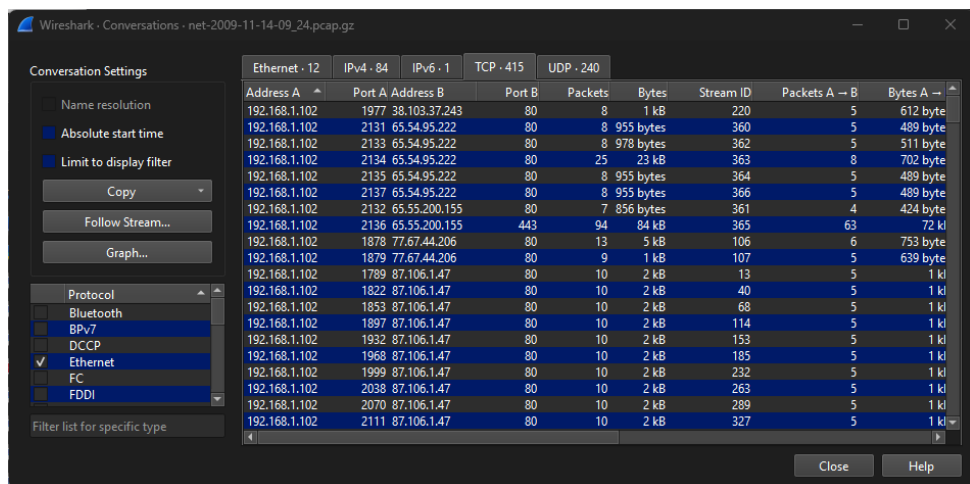 Wireshark · Conversations · net-2009-11-14-09_24.pcap.gz
Conversation Settings
Name resolution
Absolute start time
Limit to display filter
Copy
Follow Stream...
Graph...
Protocol
Bluetooth
BPv7
DCCP
Ethernet
FC
FDDI
Filter list for specific type
Ethernet · 12 IPv4 · 84 IPv6 · 1 TCP · 415 UDP · 240
Address A Port A Address B Port B Packets Bytes Stream ID Packets A → B Bytes A →
192.168.1.102 1977 38.103.37.243 80 8 1 kB 220 5 612 byte
192.168.1.102 2131 65.54.95.222 80 8 955 bytes 360 5 489 byte
192.168.1.102 2133 65.54.95.222 80 8 978 bytes 362 5 511 byte
192.168.1.102 2134 65.54.95.222 80 25 23 kB 363 8 702 byte
192.168.1.102 2135 65.54.95.222 80 8 955 bytes 364 5 489 byte
192.168.1.102 2137 65.54.95.222 80 8 955 bytes 366 5 489 byte
192.168.1.102 2132 65.55.200.155 80 7 856 bytes 361 4 424 byte
192.168.1.102 2136 65.55.200.155 443 94 84 kB 365 63 72 k
192.168.1.102 1878 77.67.44.206 80 13 5 kB 106 6 753 byte
192.168.1.102 1879 77.67.44.206 80 9 1 kB 107 5 639 byte
192.168.1.102 1789 87.106.1.47 80 10 2 kB 13 5 1 k
192.168.1.102 1822 87.106.1.47 80 10 2 kB 40 5 1 k
192.168.1.102 1853 87.106.1.47 80 10 2 kB 68 5 1 k
192.168.1.102 1897 87.106.1.47 80 10 2 kB 114 5 1 k
192.168.1.102 1932 87.106.1.47 80 10 2 kB 153 5 1 k
192.168.1.102 1968 87.106.1.47 80 10 2 kB 185 5 1 k
192.168.1.102 1999 87.106.1.47 80 10 2 kB 232 5 1 k
192.168.1.102 2038 87.106.1.47 80 10 2 kB 263 5 1 k
192.168.1.102 2070 87.106.1.47 80 10 2 kB 289 5 1 k
192.168.1.102 2111 87.106.1.47 80 10 2 kB 327 5 1 k
Close Help